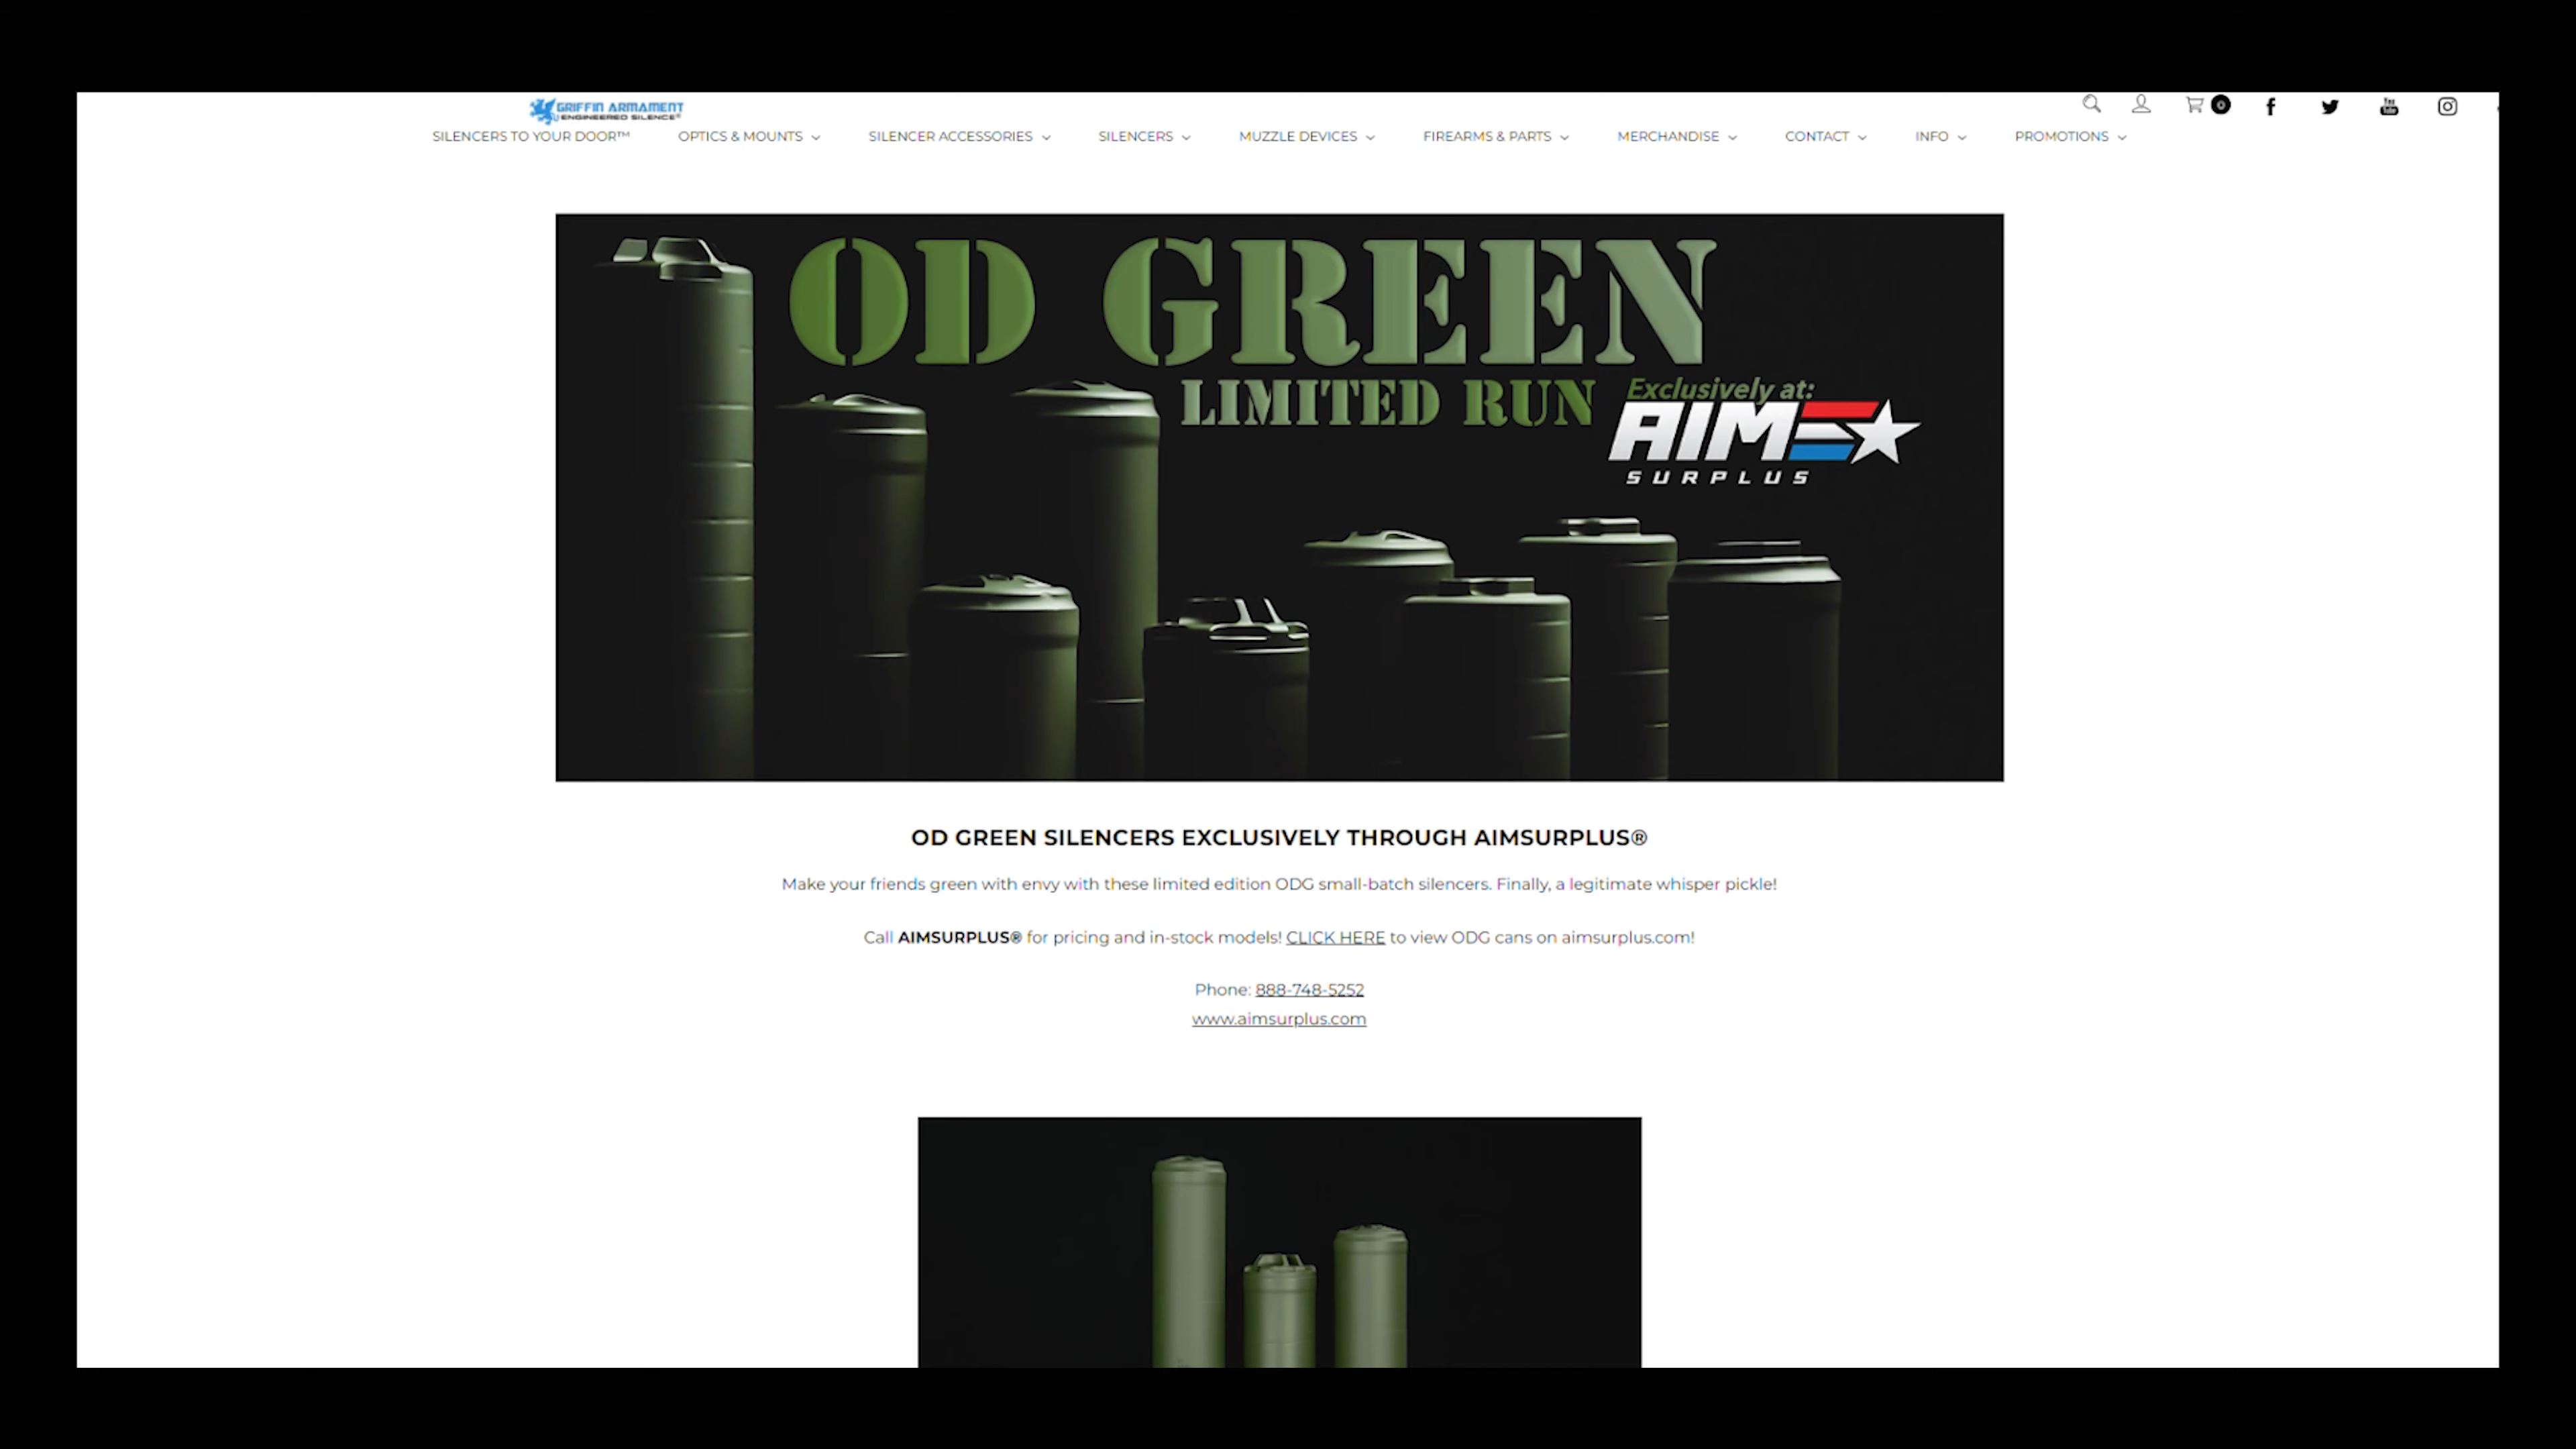 GRIFFIN ARMAMENT
ENGINEERED SILENCE®
0
You
Tube
SILENCERS TO YOUR DOOR™ OPTICS & MOUNTS SILENCER ACCESSORIES SILENCERS MUZZLE DEVICES FIREARMS & PARTS MERCHANDISE CONTACT INFO PROMOTIONS
OD GREEN
LIMITED RUN
Exclusively at:
AIM
SURPLUS
OD GREEN SILENCERS EXCLUSIVELY THROUGH AIMSURPLUS®
Make your friends green with envy with these limited edition ODG small-batch silencers. Finally, a legitimate whisper pickle!
Call AIMSURPLUS® for pricing and in-stock models! CLICK HERE to view ODG cans on aimsurplus.com!
Phone: 888-748-5252
www.aimsurplus.com